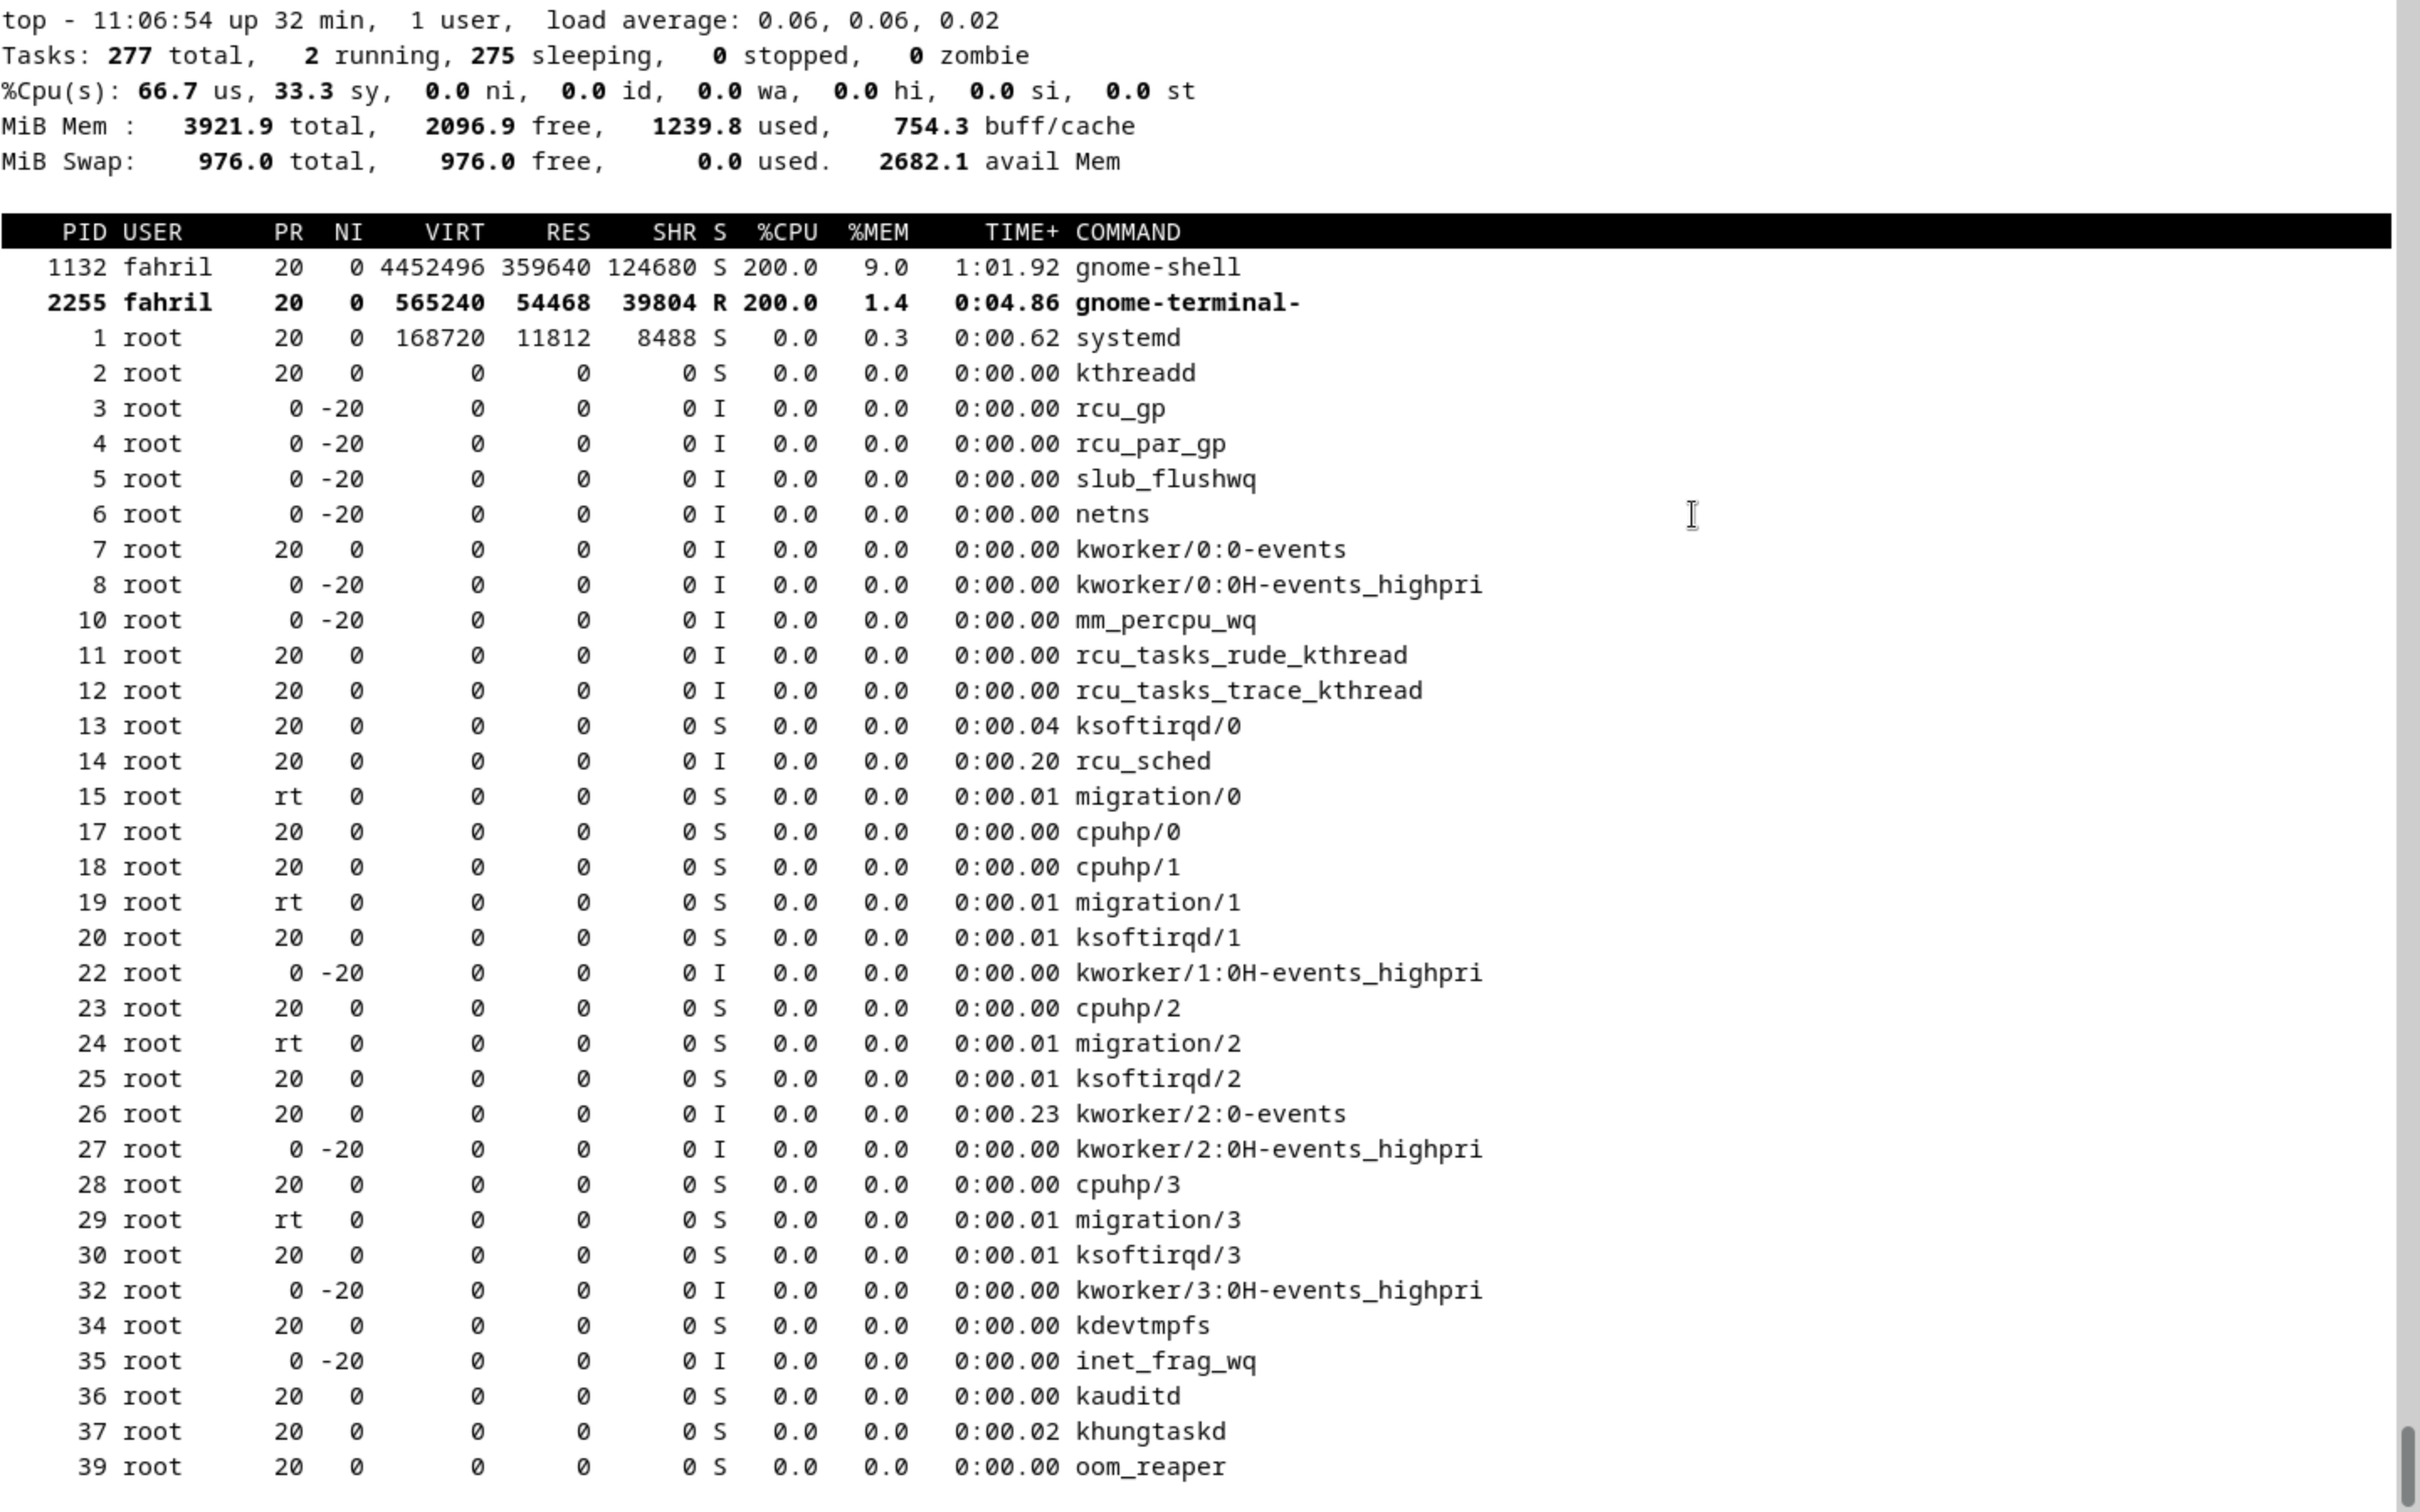 top - 11:06:54 up 32 min,  1 user,  load average: 0.06, 0.06, 0.02
Tasks: 277 total,   2 running, 275 sleeping,   0 stopped,   0 zombie
%Cpu(s): 66.7 us, 33.3 sy,  0.0 ni,  0.0 id,  0.0 wa,  0.0 hi,  0.0 si,  0.0 st
MiB Mem :   3921.9 total,   2096.9 free,   1239.8 used,    754.3 buff/cache
MiB Swap:    976.0 total,    976.0 free,      0.0 used.   2682.1 avail Mem
PID USER      PR  NI    VIRT    RES    SHR S  %CPU  %MEM     TIME+ COMMAND
1132 fahril    20   0 4452496 359640 124680 S 200.0   9.0   1:01.92 gnome-shell
2255 fahril    20   0  565240  54468  39804 R 200.0   1.4   0:04.86 gnome-terminal-
1 root      20   0  168720  11812   8488 S   0.0   0.3   0:00.62 systemd
2 root      20   0       0      0      0 S   0.0   0.0   0:00.00 kthreadd
3 root       0 -20       0      0      0 I   0.0   0.0   0:00.00 rcu_gp
4 root       0 -20       0      0      0 I   0.0   0.0   0:00.00 rcu_par_gp
5 root       0 -20       0      0      0 I   0.0   0.0   0:00.00 slub_flushwq
6 root       0 -20       0      0      0 I   0.0   0.0   0:00.00 netns
7 root      20   0       0      0      0 I   0.0   0.0   0:00.00 kworker/0:0-events
8 root       0 -20       0      0      0 I   0.0   0.0   0:00.00 kworker/0:0H-events_highpri
10 root       0 -20       0      0      0 I   0.0   0.0   0:00.00 mm_percpu_wq
11 root      20   0       0      0      0 I   0.0   0.0   0:00.00 rcu_tasks_rude_kthread
12 root      20   0       0      0      0 I   0.0   0.0   0:00.00 rcu_tasks_trace_kthread
13 root      20   0       0      0      0 S   0.0   0.0   0:00.04 ksoftirqd/0
14 root      20   0       0      0      0 I   0.0   0.0   0:00.20 rcu_sched
15 root      rt   0       0      0      0 S   0.0   0.0   0:00.01 migration/0
17 root      20   0       0      0      0 S   0.0   0.0   0:00.00 cpuhp/0
18 root      20   0       0      0      0 S   0.0   0.0   0:00.00 cpuhp/1
19 root      rt   0       0      0      0 S   0.0   0.0   0:00.01 migration/1
20 root      20   0       0      0      0 S   0.0   0.0   0:00.01 ksoftirqd/1
22 root       0 -20       0      0      0 I   0.0   0.0   0:00.00 kworker/1:0H-events_highpri
23 root      20   0       0      0      0 S   0.0   0.0   0:00.00 cpuhp/2
24 root      rt   0       0      0      0 S   0.0   0.0   0:00.01 migration/2
25 root      20   0       0      0      0 S   0.0   0.0   0:00.01 ksoftirqd/2
26 root      20   0       0      0      0 I   0.0   0.0   0:00.23 kworker/2:0-events
27 root       0 -20       0      0      0 I   0.0   0.0   0:00.00 kworker/2:0H-events_highpri
28 root      20   0       0      0      0 S   0.0   0.0   0:00.00 cpuhp/3
29 root      rt   0       0      0      0 S   0.0   0.0   0:00.01 migration/3
30 root      20   0       0      0      0 S   0.0   0.0   0:00.01 ksoftirqd/3
32 root       0 -20       0      0      0 I   0.0   0.0   0:00.00 kworker/3:0H-events_highpri
34 root      20   0       0      0      0 S   0.0   0.0   0:00.00 kdevtmpfs
35 root       0 -20       0      0      0 I   0.0   0.0   0:00.00 inet_frag_wq
36 root      20   0       0      0      0 S   0.0   0.0   0:00.00 kauditd
37 root      20   0       0      0      0 S   0.0   0.0   0:00.02 khungtaskd
39 root      20   0       0      0      0 S   0.0   0.0   0:00.00 oom_reaper